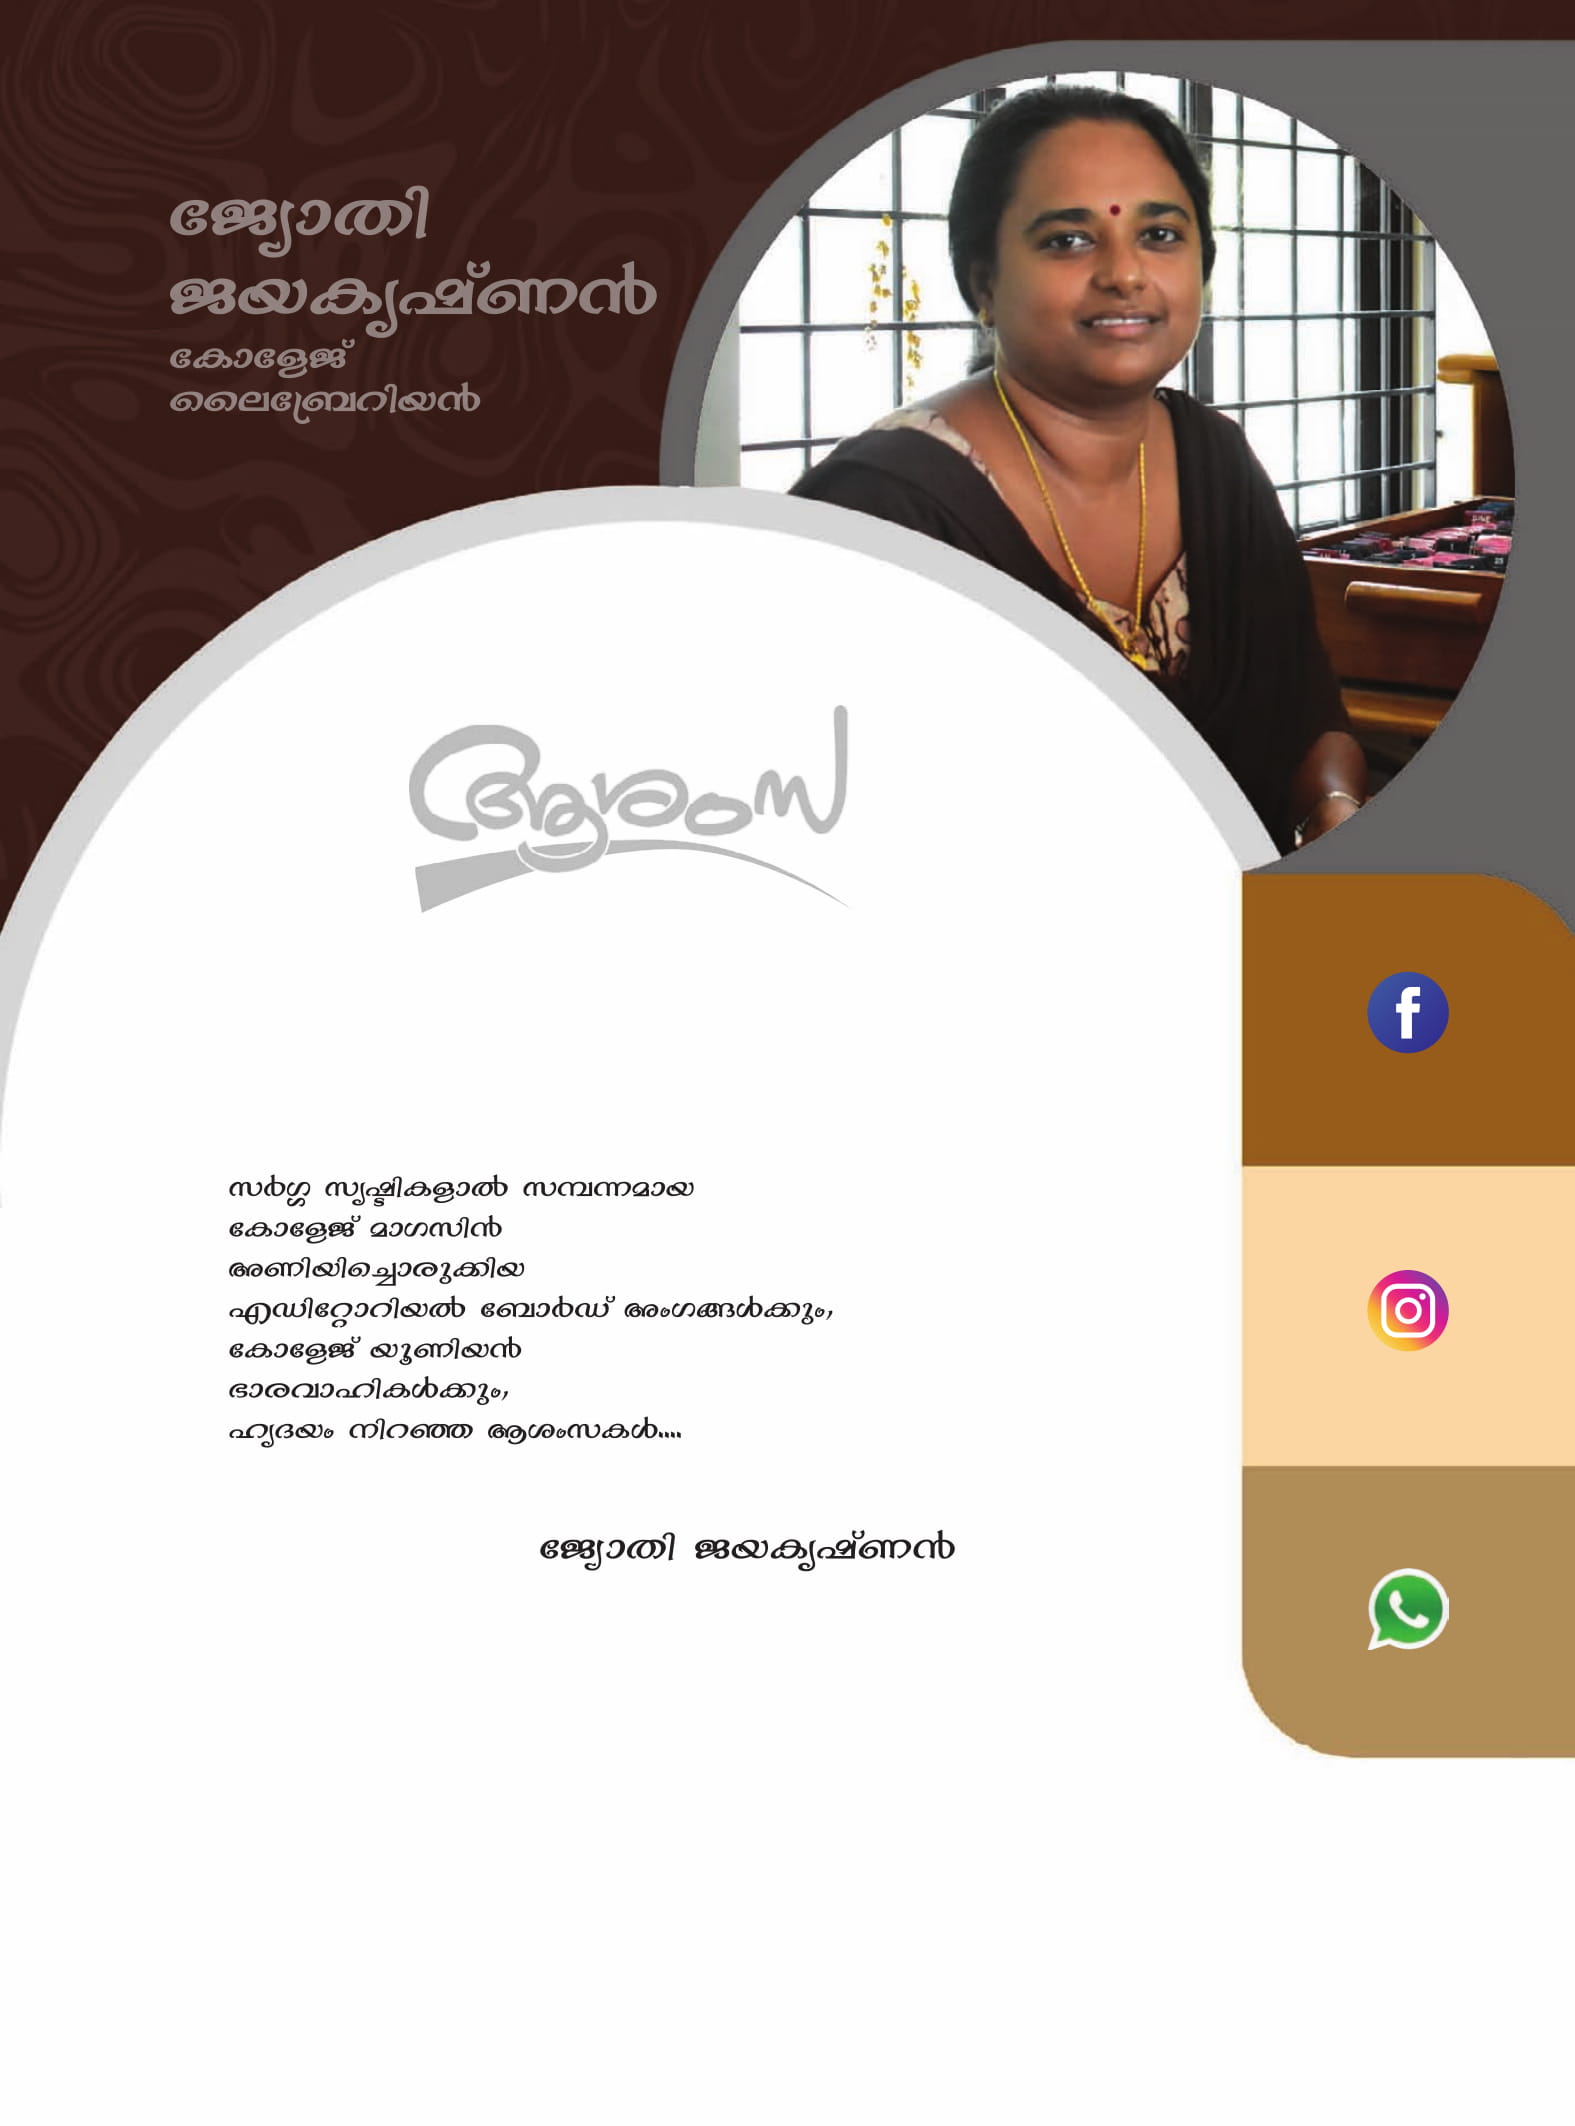 ജ്യോതി
ജയകൃഷ്ണൻ
കോളേജ്
ലൈബ്രേറിയൻ
ആശംസ
സർഗ്ഗ സൃഷ്ടികളാൽ സമ്പന്നമായ
കോളേജ് മാഗസിൻ
അണിയിച്ചൊരുക്കിയ
എഡിറ്റോറിയൽ ബോർഡ് അംഗങ്ങൾക്കും,
കോളേജ് യൂണിയൻ
ഭാരവാഹികൾക്കും,
ഹൃദയം നിറഞ്ഞ ആശംസകൾ....
ജ്യോതി ജയകൃഷ്ണൻ